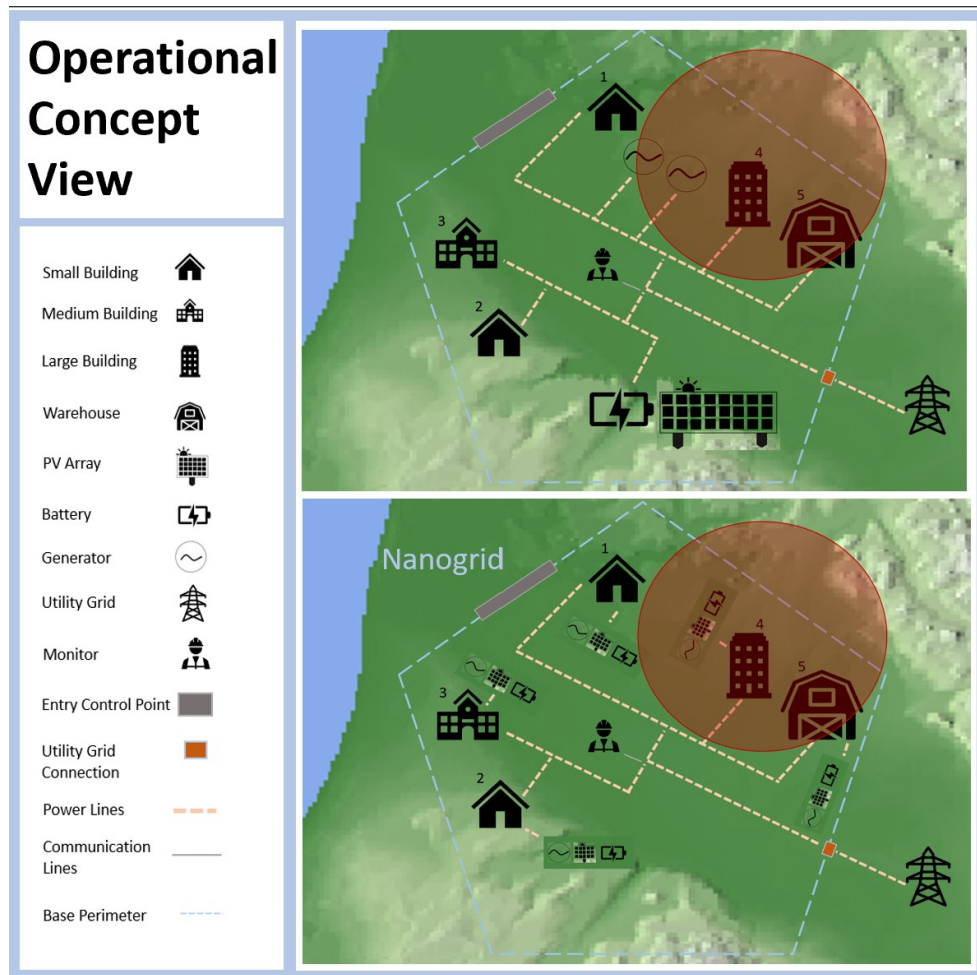 Operational
Concept
View
Small Building
Medium Building
Large Building
Warehouse
PV Array
Battery
Generator
Utility Grid
Monitor
Entry Control Point
Utility Grid
Connection
Power Lines
Communication
Lines
Base Perimeter
1
4
3
5
2
Nanogrid
1
4
3
5
2